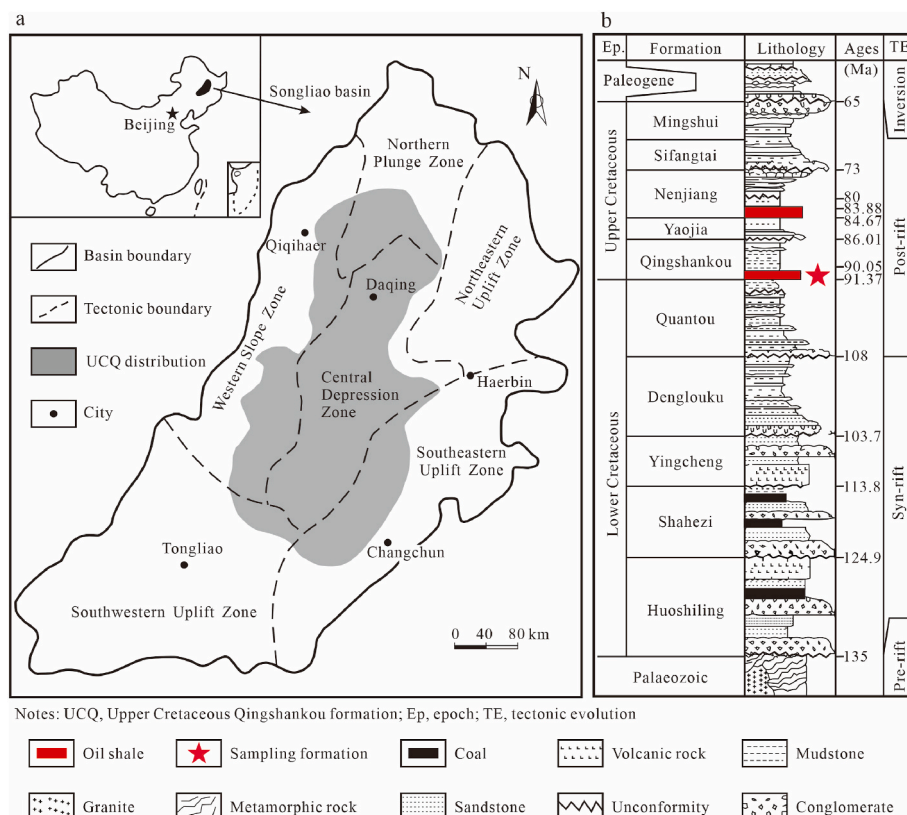 a
Songliao basin
Beijing
N
Northern
Plunge Zone
Qiqihaer
Daqing
Northeastern
Uplift Zone
Western Slope Zone
Central
Depression
Zone
Haerbin
Southeastern
Uplift Zone
Tongliao
Changchun
Southwestern Uplift Zone
0 40 80 km
Basin boundary
Tectonic boundary
UCQ distribution
City
b
Ep. Formation Lithology Ages TE
(Ma)
Paleogene
65
Mingshui
Sifangtai
73
Nenjiang
80
83.88
84.67
Yaojia
86.01
Qingshankou
90.05
91.37
Quantou
108
Denglouku
103.7
Yingcheng
113.8
Shahezi
124.9
Huoshiling
135
Palaeozoic
Upper Cretaceous
Lower Cretaceous
Inversion
Post-rift
Syn-rift
Pre-rift
Notes: UCQ, Upper Cretaceous Qingshankou formation; Ep, epoch; TE, tectonic evolution
Oil shale Sampling formation Coal Volcanic rock Mudstone
Granite Metamorphic rock Sandstone Unconformity Conglomerate